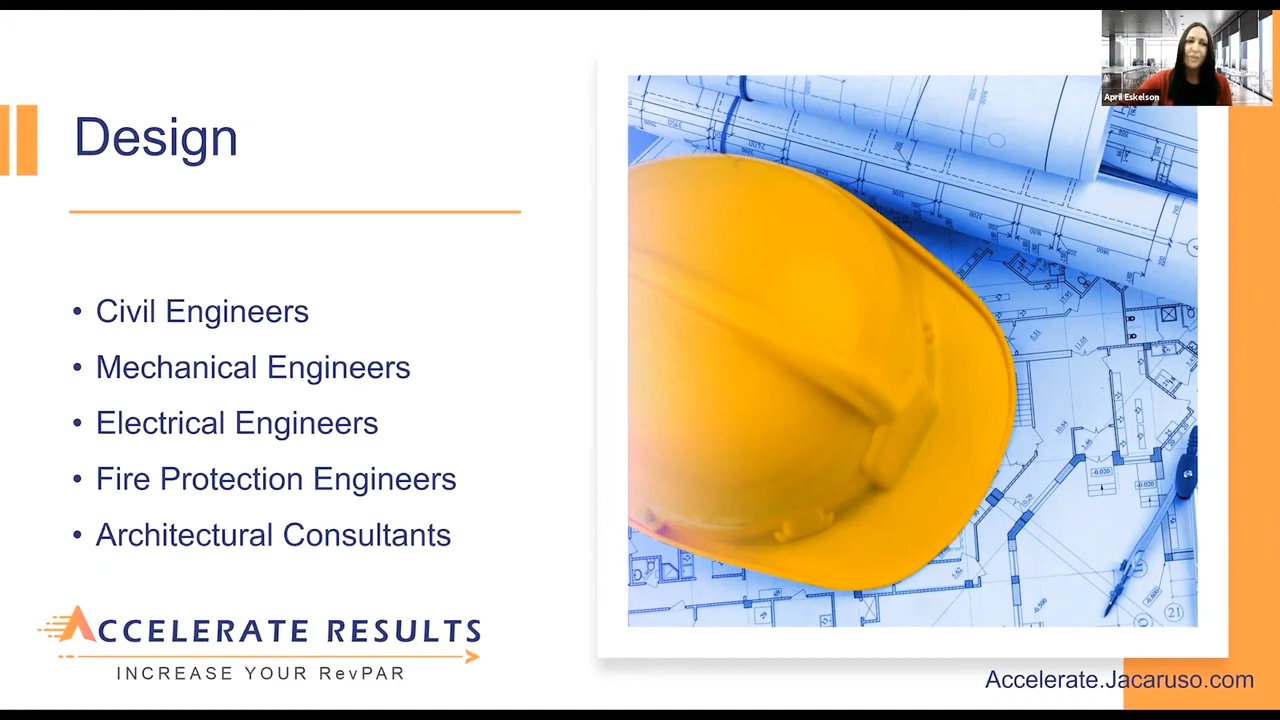 April Eskelson
Design
• Civil Engineers
• Mechanical Engineers
• Electrical Engineers
• Fire Protection Engineers
• Architectural Consultants
ACCELERATE RESULTS
INCREASE YOUR RevPAR
Accelerate.Jacaruso.com